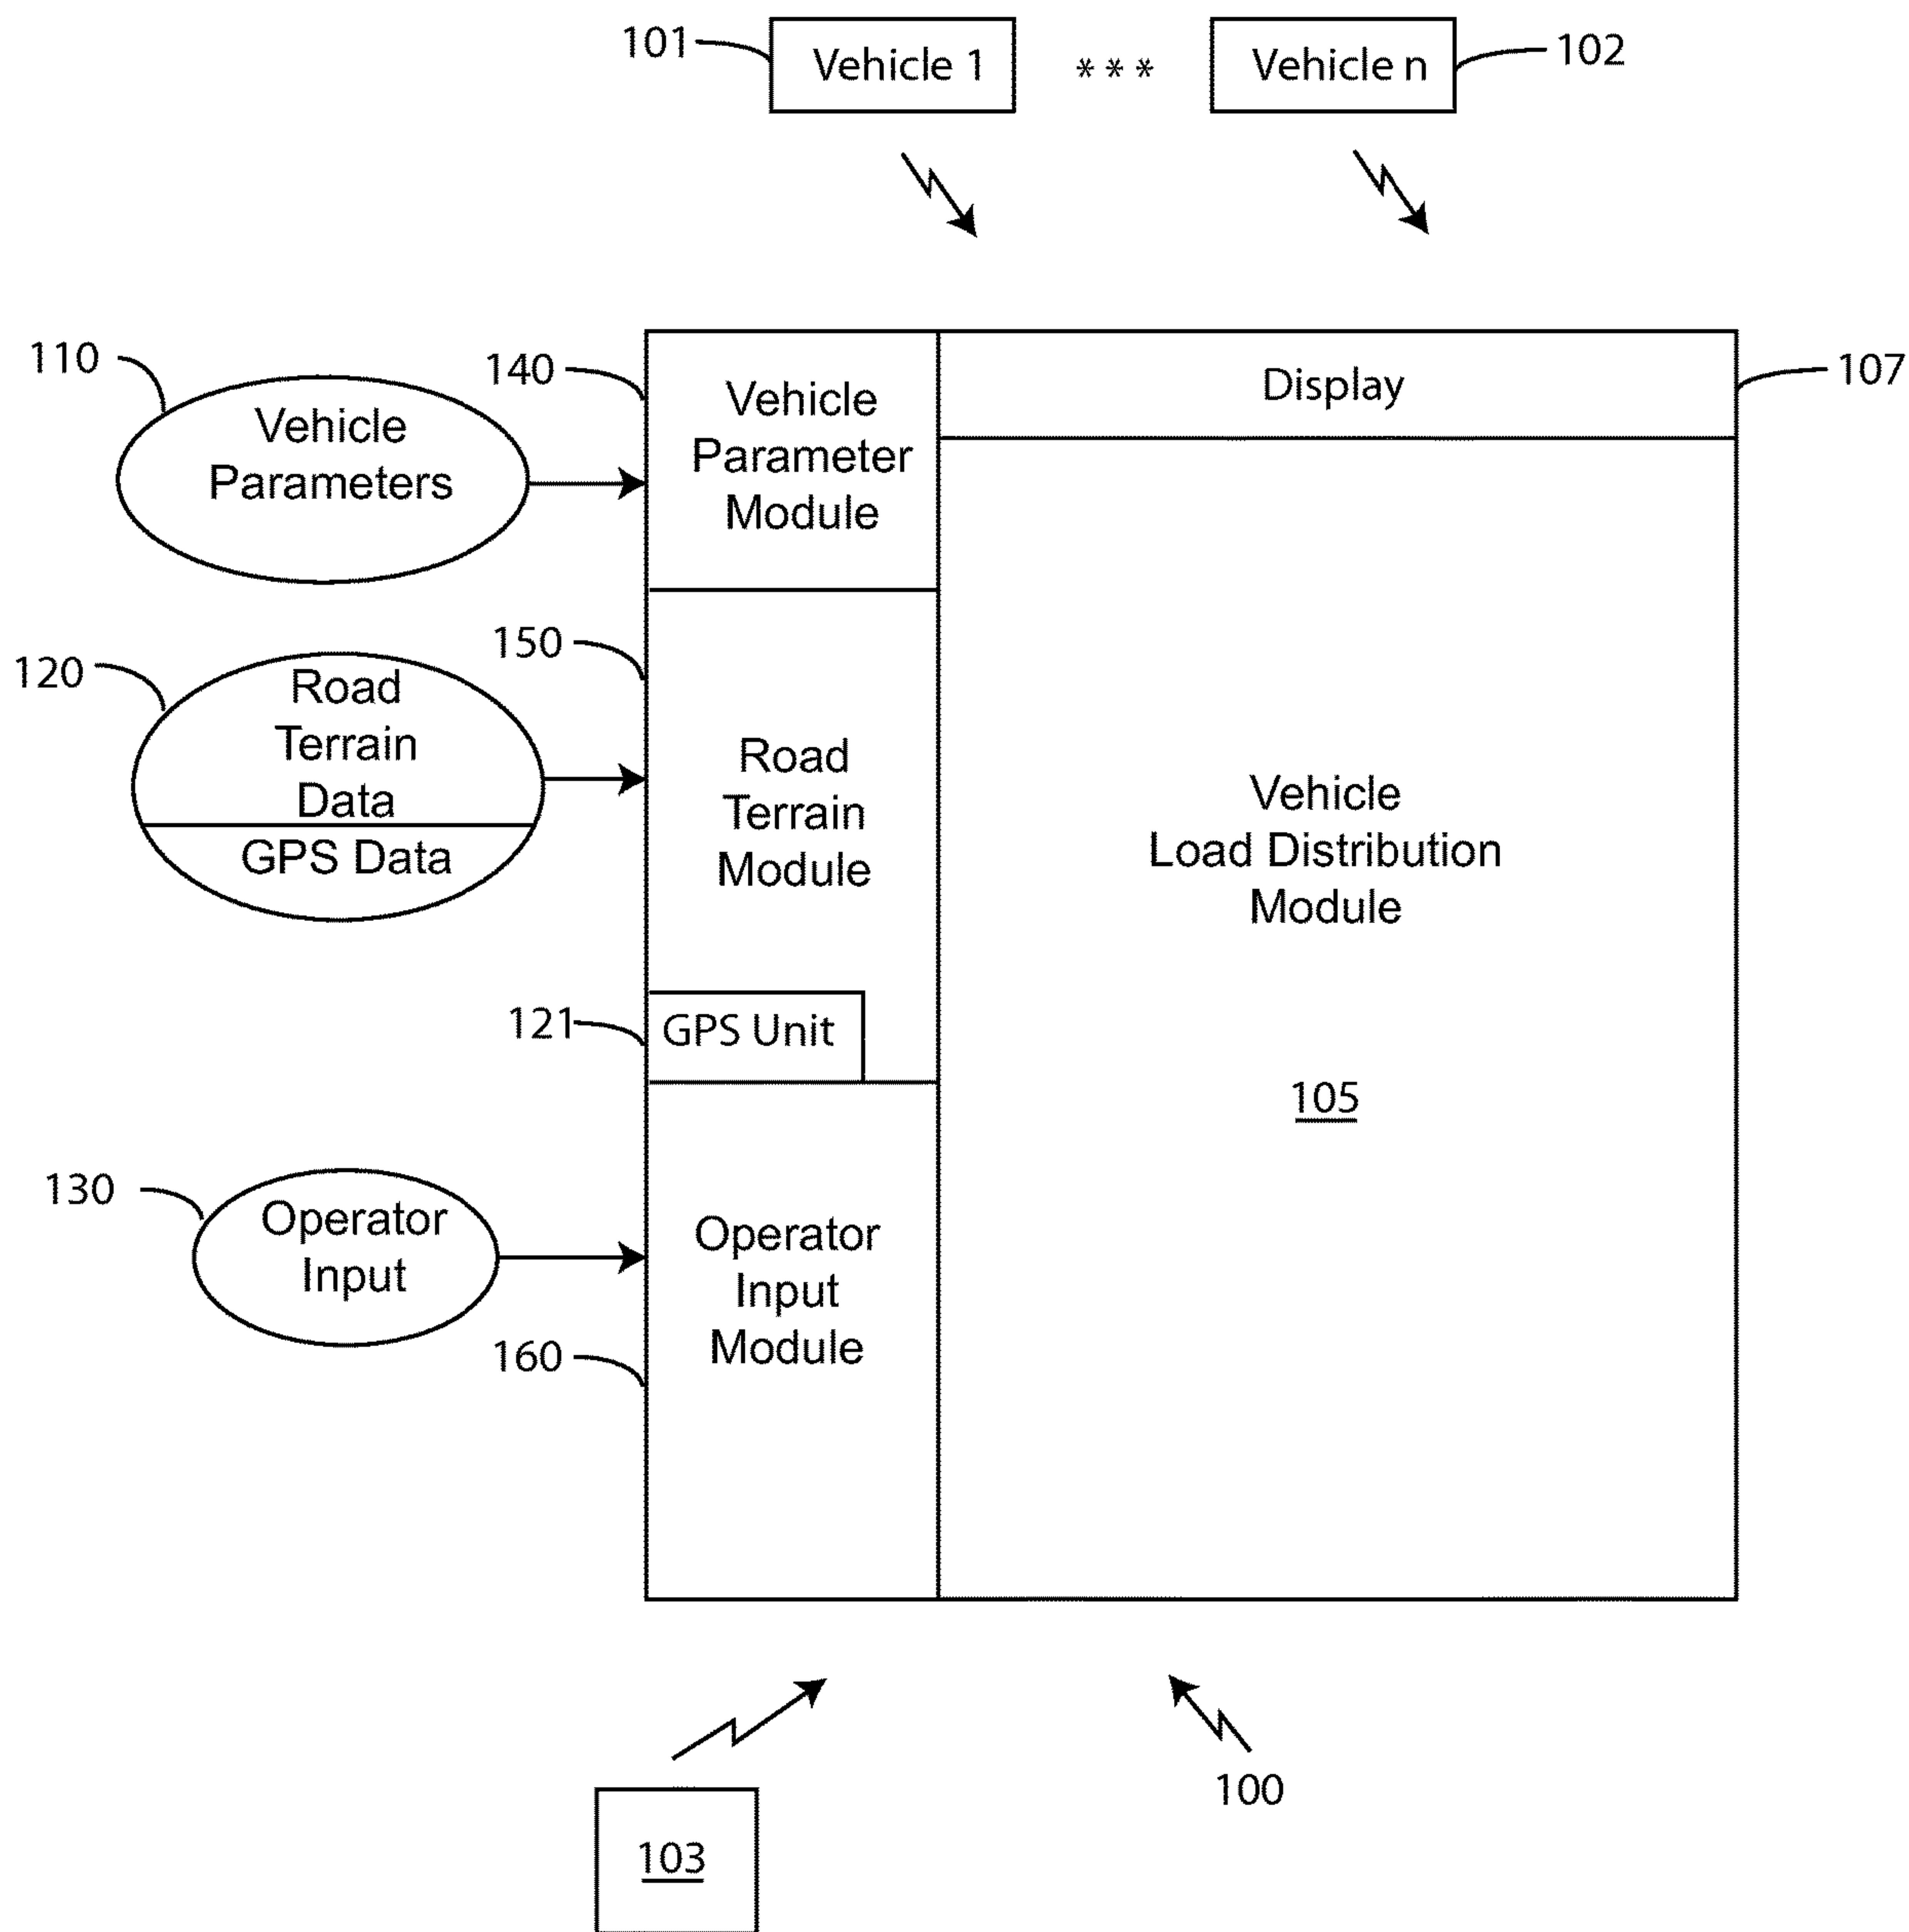 101
Vehicle 1
* * *
Vehicle n
102
110
Vehicle
Parameters
140
Vehicle
Parameter
Module
Display
107
120
Road
Terrain
Data
GPS Data
150
Road
Terrain
Module
Vehicle
Load Distribution
Module
121
GPS Unit
105
130
Operator
Input
160
Operator
Input
Module
103
100